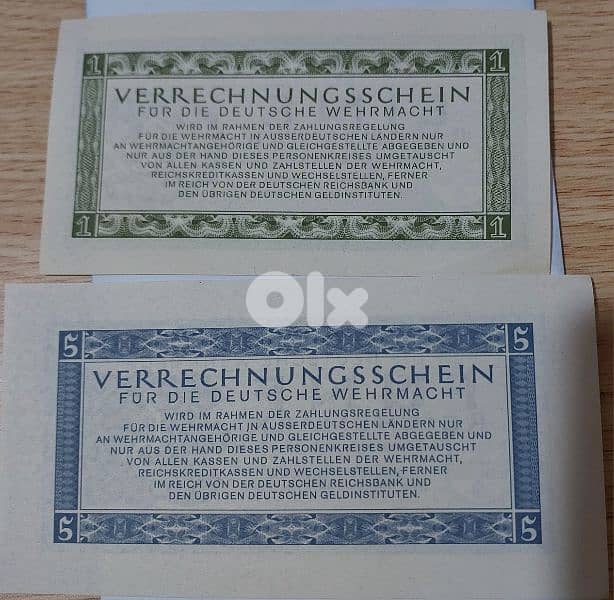 1 1
VERRECHNUNGSSCHEIN
FÜR DIE DEUTSCHE WEHRMACHT
WIRD IM RAHMEN DER ZAHLUNGSREGELUNG
FÜR DIE WEHRMACHT IN AUSSERDEUTSCHEN LÄNDERN NUR
AN WEHRMACHTANGEHÖRIGE UND GLEICHGESTELLTE ABGEGEBEN UND
NUR AUS DER HAND DIESES PERSONENKREISES UMGETAUSCHT
VON ALLEN KASSEN UND ZAHLSTELLEN DER WEHRMACHT,
REICHSKREDITKASSEN UND WECHSELSTELLEN, FERNER
IM REICH VON DER DEUTSCHEN REICHSBANK UND
DEN ÜBRIGEN DEUTSCHEN GELDINSTITUTEN.
1 1
OLX
5 5
VERRECHNUNGSSCHEIN
FÜR DIE DEUTSCHE WEHRMACHT
WIRD IM RAHMEN DER ZAHLUNGSREGELUNG
FÜR DIE WEHRMACHT IN AUSSERDEUTSCHEN LÄNDERN NUR
AN WEHRMACHTANGEHÖRIGE UND GLEICHGESTELLTE ABGEGEBEN UND
NUR AUS DER HAND DIESES PERSONENKREISES UMGETAUSCHT
VON ALLEN KASSEN UND ZAHLSTELLEN DER WEHRMACHT,
REICHSKREDITKASSEN UND WECHSELSTELLEN, FERNER
IM REICH VON DER DEUTSCHEN REICHSBANK UND
DEN ÜBRIGEN DEUTSCHEN GELDINSTITUTEN.
5 5